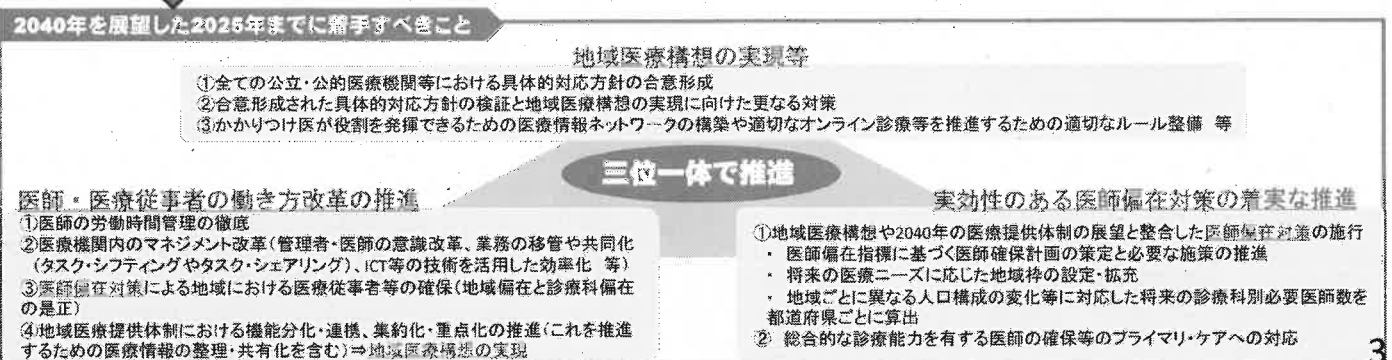 2040年を展望した2025年までに着手すべきこと
地域医療構想の実現等
①全ての公立・公的医療機関等における具体的対応方針の合意形成
②合意形成された具体的対応方針の検証と地域医療構想の実現に向けた更なる対策
③かかりつけ医が役割を発揮できるための医療情報ネットワークの構築や適切なオンライン診療等を推進するための適切なルール整備 等
三位一体で推進
医師・医療従事者の働き方改革の推進
①医師の労働時間管理の徹底
②医療機関内のマネジメント改革(管理者・医師の意識改革、業務の移管や共同化
(タスク・シフティングやタスク・シェアリング)、ICT等の技術を活用した効率化 等)
③医師偏在対策による地域における医療従事者等の確保(地域偏在と診療科偏在
の是正)
④地域医療提供体制における機能分化・連携、集約化・重点化の推進(これを推進
するための医療情報の整理・共有化を含む)⇒地域医療構想の実現
実効性のある医師偏在対策の着実な推進
①地域医療構想や2040年の医療提供体制の展望と整合した医師偏在対策の施行
・ 医師偏在指標に基づく医師確保計画の策定と必要な施策の推進
・ 将来の医療ニーズに応じた地域枠の設定・拡充
・ 地域ごとに異なる人口構成の変化等に対応した将来の診療科別必要医師数を
都道府県ごとに算出
② 総合的な診療能力を有する医師の確保等のプライマリ・ケアへの対応
3